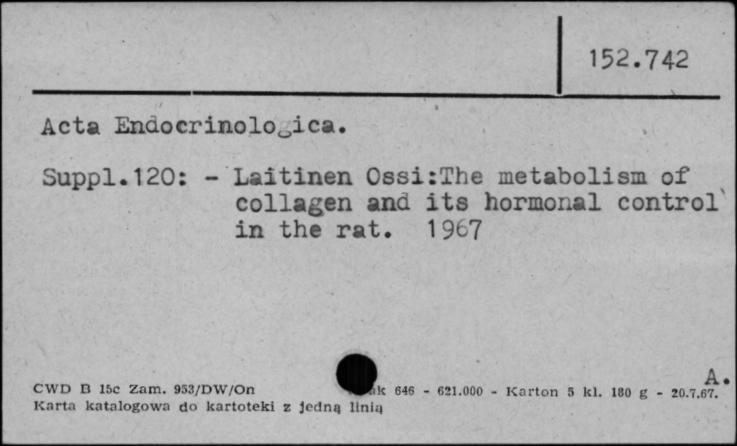 152.742
Acta Endocrinologica.
Suppl.120: - Laitinen Ossi:The metabolism of
collagen and its hormonal control
in the rat. 1967
A.
CWD B 15c Zam. 953/DW/On 646 - 621.000 - Karton 5 kl. 180 g - 20.7.67.
Karta katalogowa do kartoteki z jedną linią